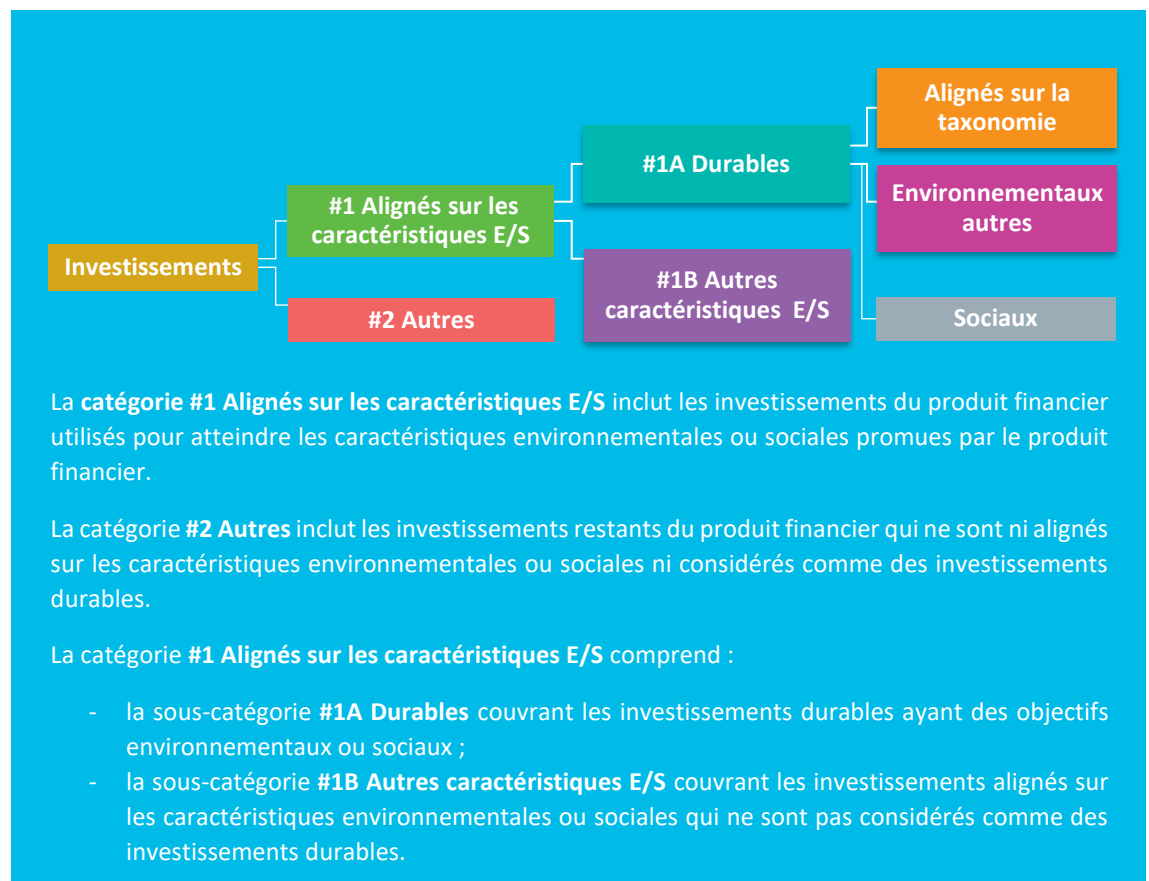 Alignés sur la
taxonomie
#1A Durables
Environnementaux
autres
#1 Alignés sur les
caractéristiques E/S
Investissements
#1B Autres
caractéristiques E/S
#2 Autres
Sociaux
La catégorie #1 Alignés sur les caractéristiques E/S inclut les investissements du produit financier
utilisés pour atteindre les caractéristiques environnementales ou sociales promues par le produit
financier.
La catégorie #2 Autres inclut les investissements restants du produit financier qui ne sont ni alignés
sur les caractéristiques environnementales ou sociales ni considérés comme des investissements
durables.
La catégorie #1 Alignés sur les caractéristiques E/S comprend :
- la sous-catégorie #1A Durables couvrant les investissements durables ayant des objectifs
environnementaux ou sociaux ;
- la sous-catégorie #1B Autres caractéristiques E/S couvrant les investissements alignés sur
les caractéristiques environnementales ou sociales qui ne sont pas considérés comme des
investissements durables.